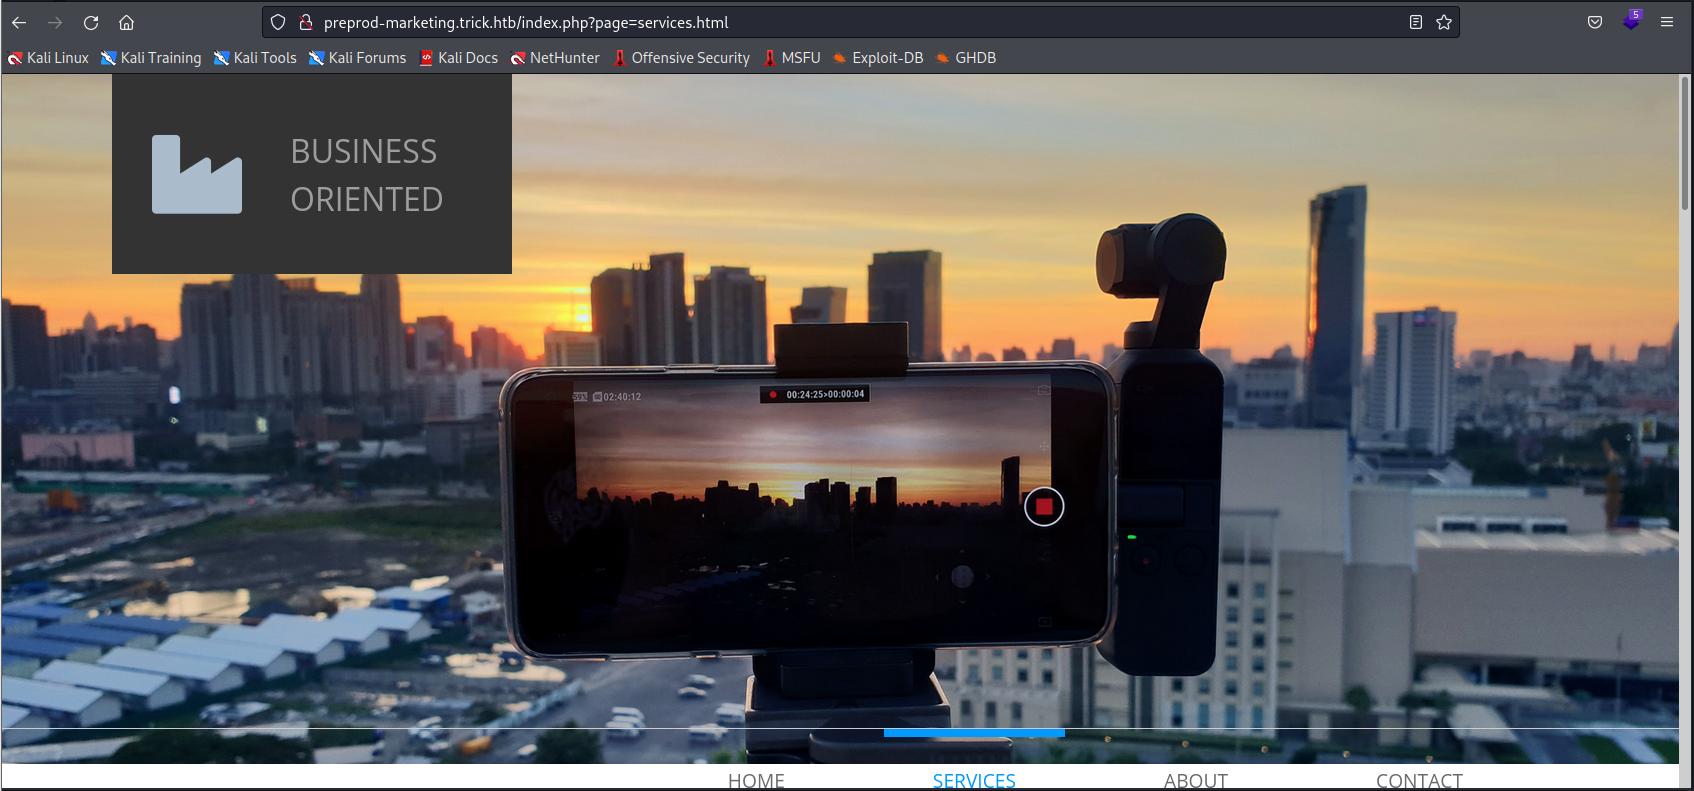 preprod-marketing.trick.htb/index.php?page=services.html
Kali Linux Kali Training Kali Tools Kali Forums Kali Docs NetHunter Offensive Security MSFU Exploit-DB GHDB
5
BUSINESS
ORIENTED
59% 02:40:12
00:24:25>00:00:04
HOME SERVICES ABOUT CONTACT